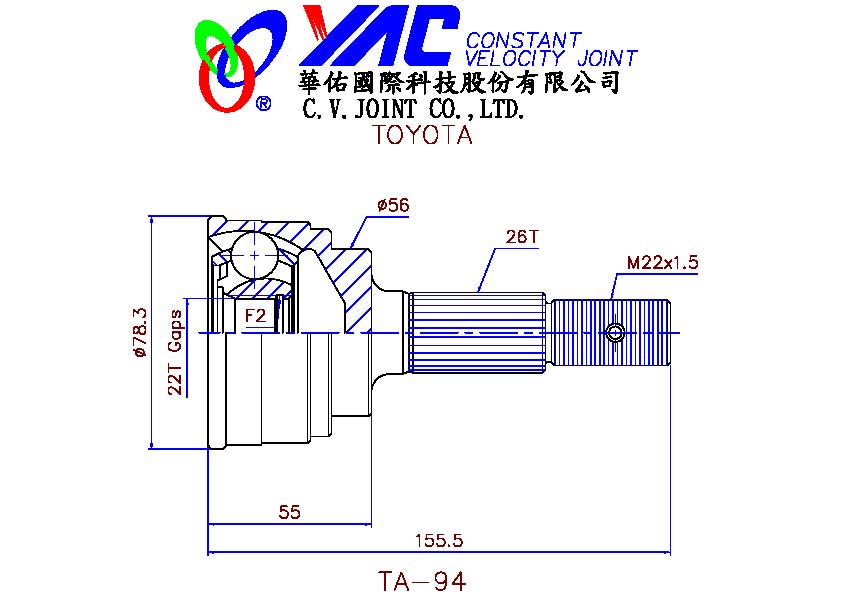 YAC CONSTANT
VELOCITY JOINT
®
華佑國際科技股份有限公司
C.V.JOINT CO.,LTD.
TOYOTA
ø56
26T
M22x1.5
ø78.3
22T Gaps
F2
55
155.5
TA-94